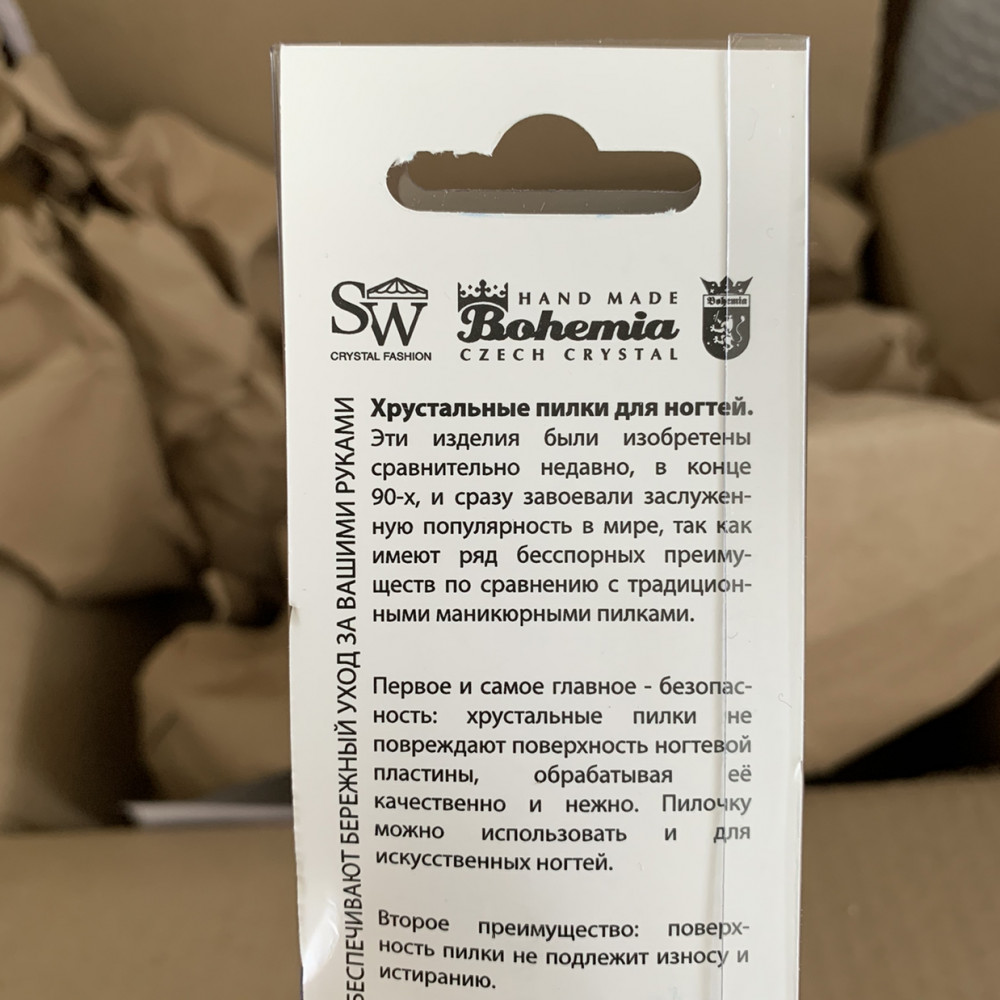 SW
CRYSTAL FASHION
HAND MADE
Bohemia
CZECH CRYSTAL
Bohemia
Хрустальные пилки для ногтей.
Эти изделия были изобретены
сравнительно недавно, в конце
90-х, и сразу завоевали заслужен-
ную популярность в мире, так как
имеют ряд бесспорных преиму-
ществ по сравнению с традицион-
ными маникюрными пилками.
Первое и самое главное - безопас-
ность: хрустальные пилки не
повреждают поверхность ногтевой
пластины, обрабатывая её
качественно и нежно. Пилочку
можно использовать и для
искусственных ногтей.
Второе преимущество: поверх-
ность пилки не подлежит износу и
истиранию.
БЕСПЕЧИВАЮТ БЕРЕЖНЫЙ УХОД ЗА ВАШИМИ РУКАМИ